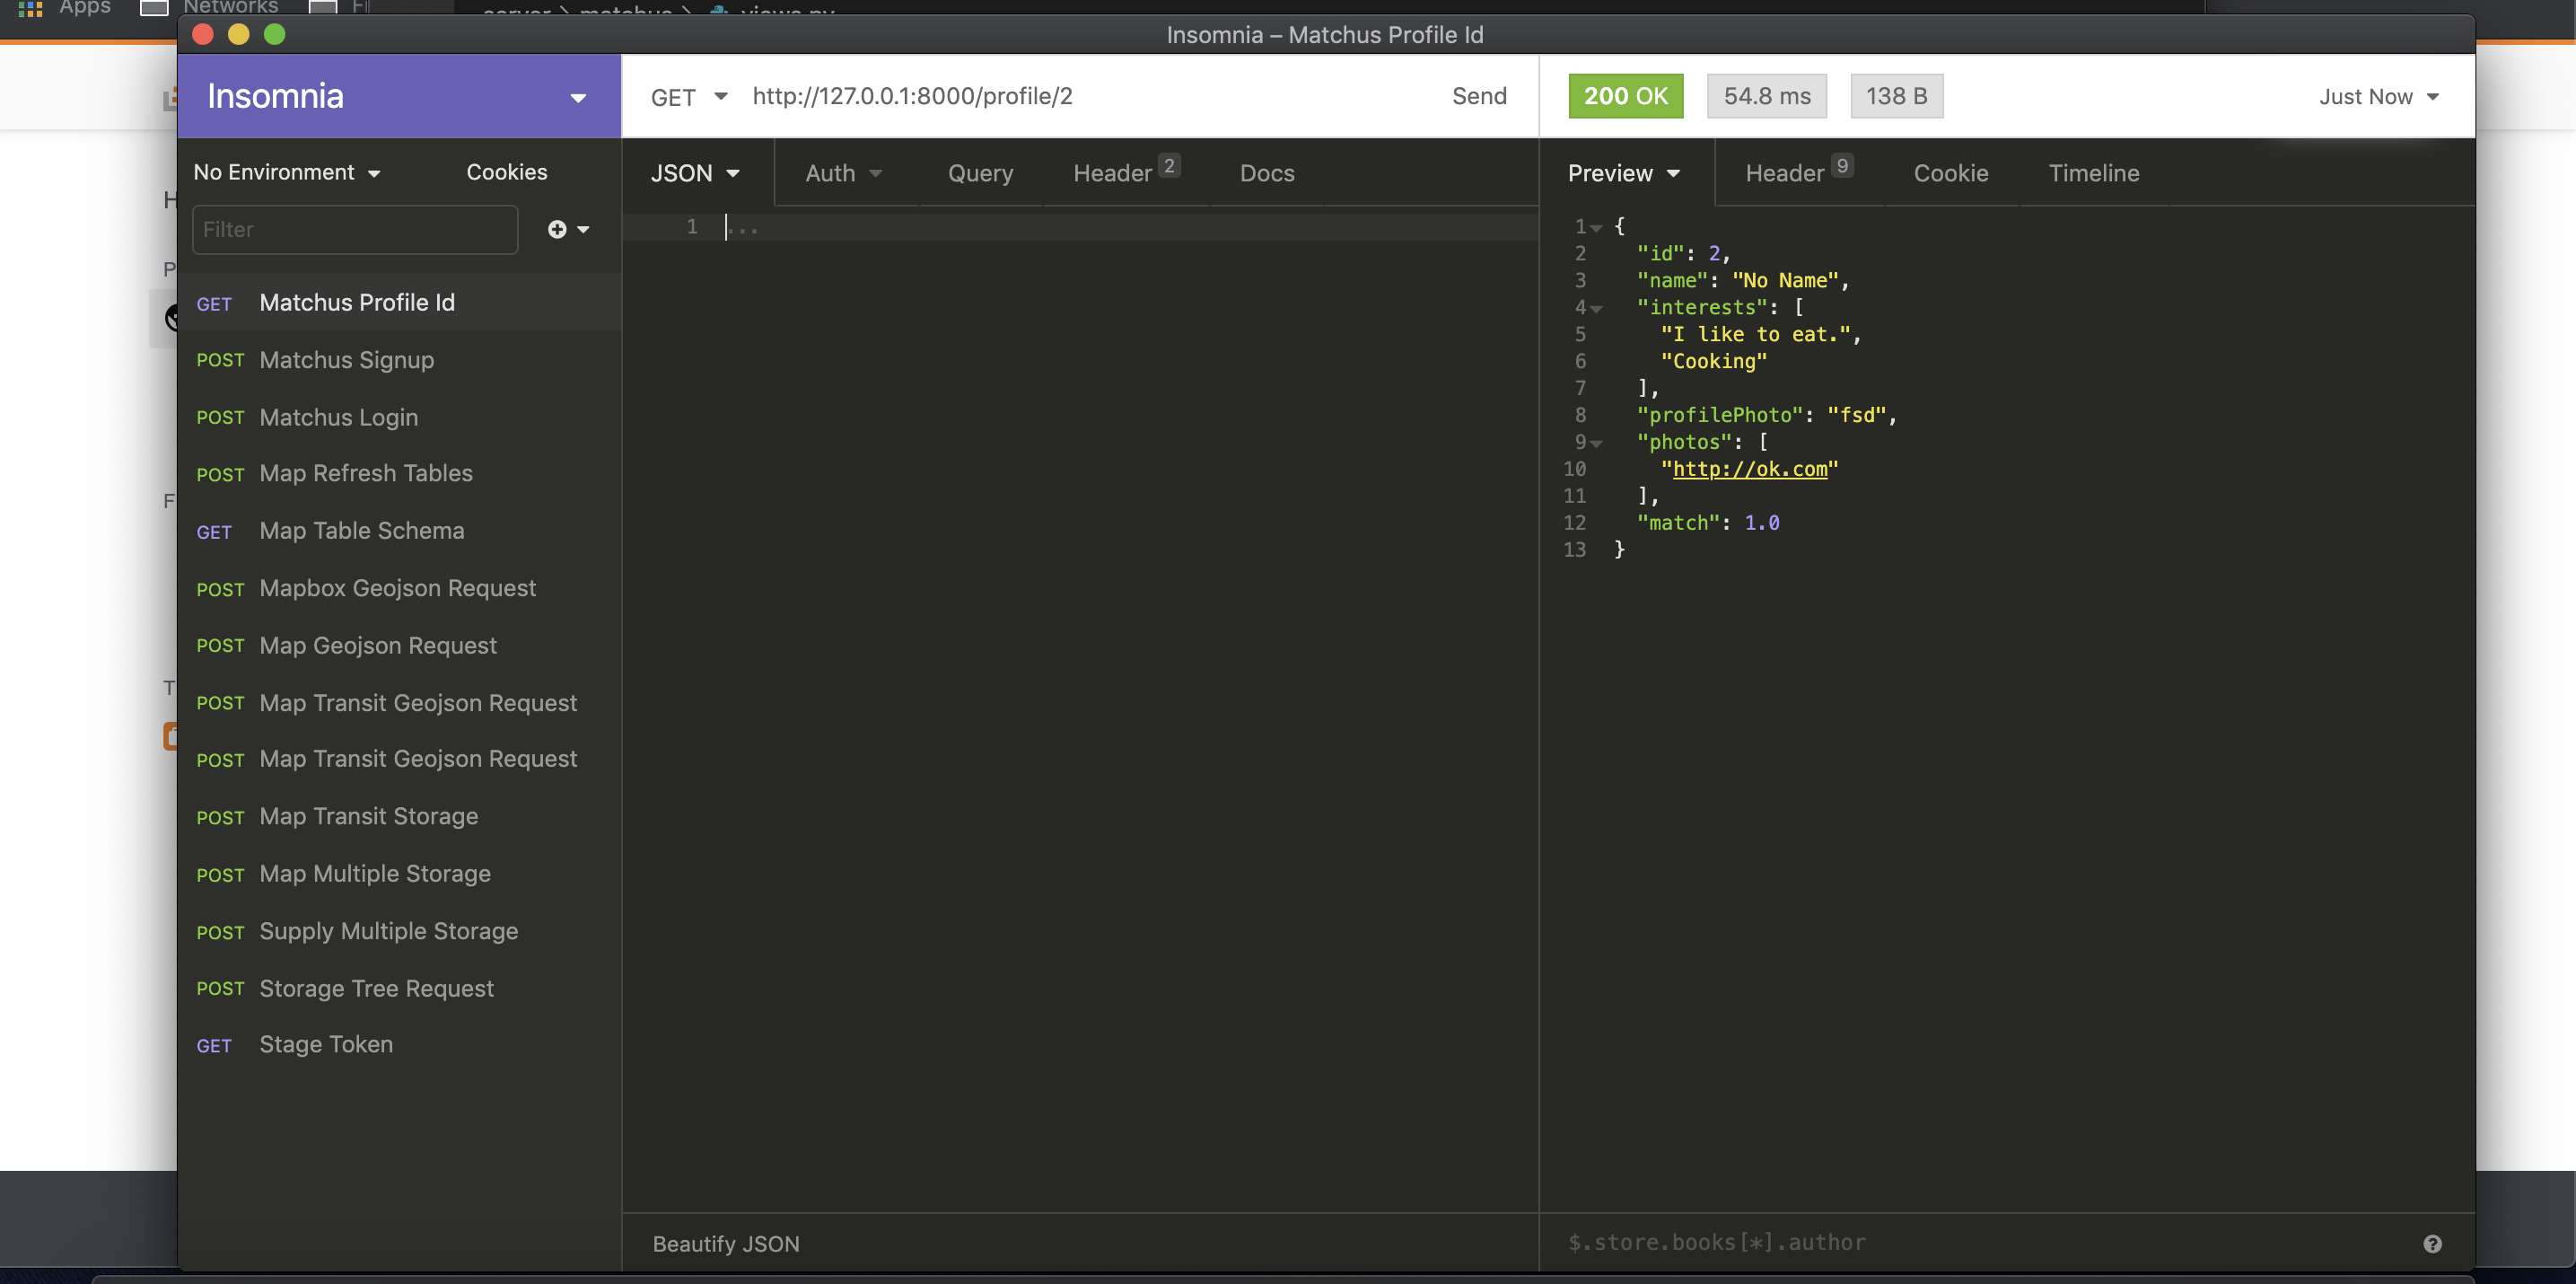 Apps Networks
server > matchus > views.py
Insomnia – Matchus Profile Id
Insomnia
GET http://127.0.0.1:8000/profile/2 Send
200 OK 54.8 ms 138 B Just Now
No Environment Cookies
JSON Auth Query Header 2 Docs
Preview Header 9 Cookie Timeline
Filter
GET Matchus Profile Id
POST Matchus Signup
POST Matchus Login
POST Map Refresh Tables
GET Map Table Schema
POST Mapbox Geojson Request
POST Map Geojson Request
POST Map Transit Geojson Request
POST Map Transit Geojson Request
POST Map Transit Storage
POST Map Multiple Storage
POST Supply Multiple Storage
POST Storage Tree Request
GET Stage Token
1 ...
1 {
2 "id": 2,
3 "name": "No Name",
4 "interests": [
5 "I like to eat.",
6 "Cooking"
7 ],
8 "profilePhoto": "fsd",
9 "photos": [
10 "http://ok.com"
11 ],
12 "match": 1.0
13 }
Beautify JSON
$.store.books[*].author